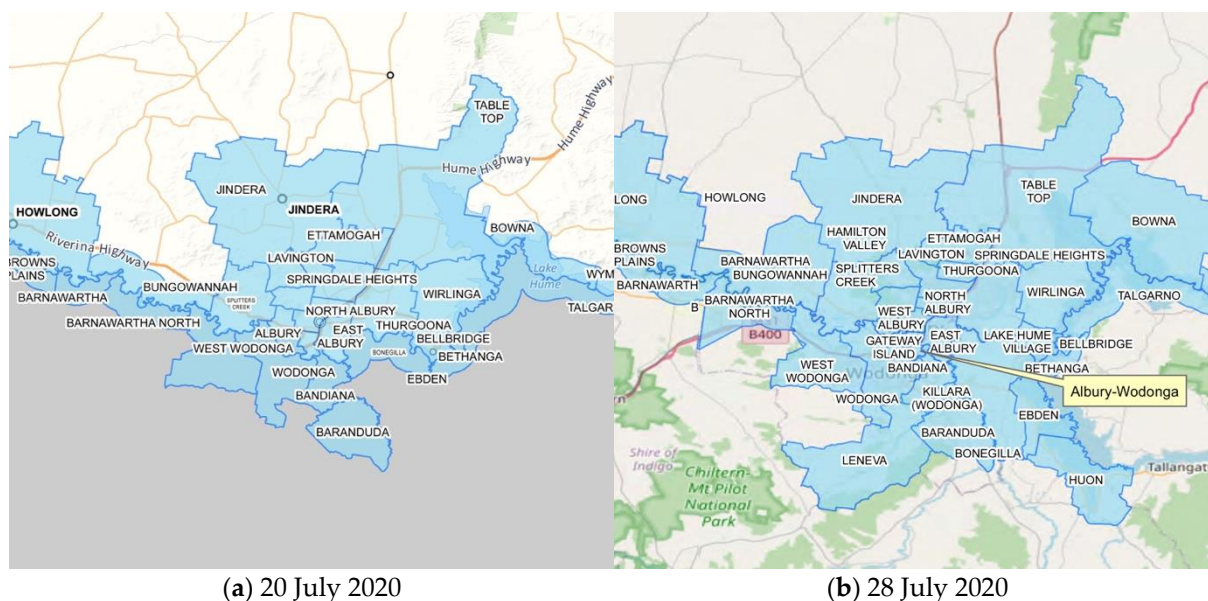 TABLE
TOP
Hume Highway
Hume Highway
JINDERA
JINDERA
HOWLONG
ETTAMOGAH
BOWNA
Riverina Highway
LAVINGTON
Lake
Hume
BROWNS
PLAINS
SPRINGDALE HEIGHTS
WYM
BUNGOWANNAH
BARNAWARTHA
WIRLINGA
SPLITTERS
CREEK
TALGAR
NORTH ALBURY
BARNAWARTHA NORTH
ALBURY
EAST
ALBURY
THURGOONA
BELLBRIDGE
WEST WODONGA
BONEGILLA
BETHANGA
WODONGA
EBDEN
BANDIANA
BARANDUDA
(a) 20 July 2020
TABLE
TOP
HOWLONG
JINDERA
BOWNA
HAMILTON
VALLEY
ETTAMOGAH
BROWNS
PLAINS
LAVINGTON
SPRINGDALE HEIGHTS
BARNAWARTHA
BUNGOWANNAH
SPLITTERS
CREEK
THURGOONA
BARNAWARTH
WIRLINGA
TALGARNO
BARNAWARTHA
NORTH
B
NORTH
ALBURY
WEST
ALBURY
B400
GATEWAY
ISLAND
EAST
ALBURY
LAKE HUME
VILLAGE
BELLBRIDGE
WEST
WODONGA
Wodonga
BANDIANA
BETHANGA
Albury-Wodonga
WODONGA
KILLARA
(WODONGA)
EBDEN
BARANDUDA
rn
Shire of
Indigo
LENEVA
BONEGILLA
Tallangatt
Chiltern-
Mt Pilot
National
Park
HUON
(b) 28 July 2020